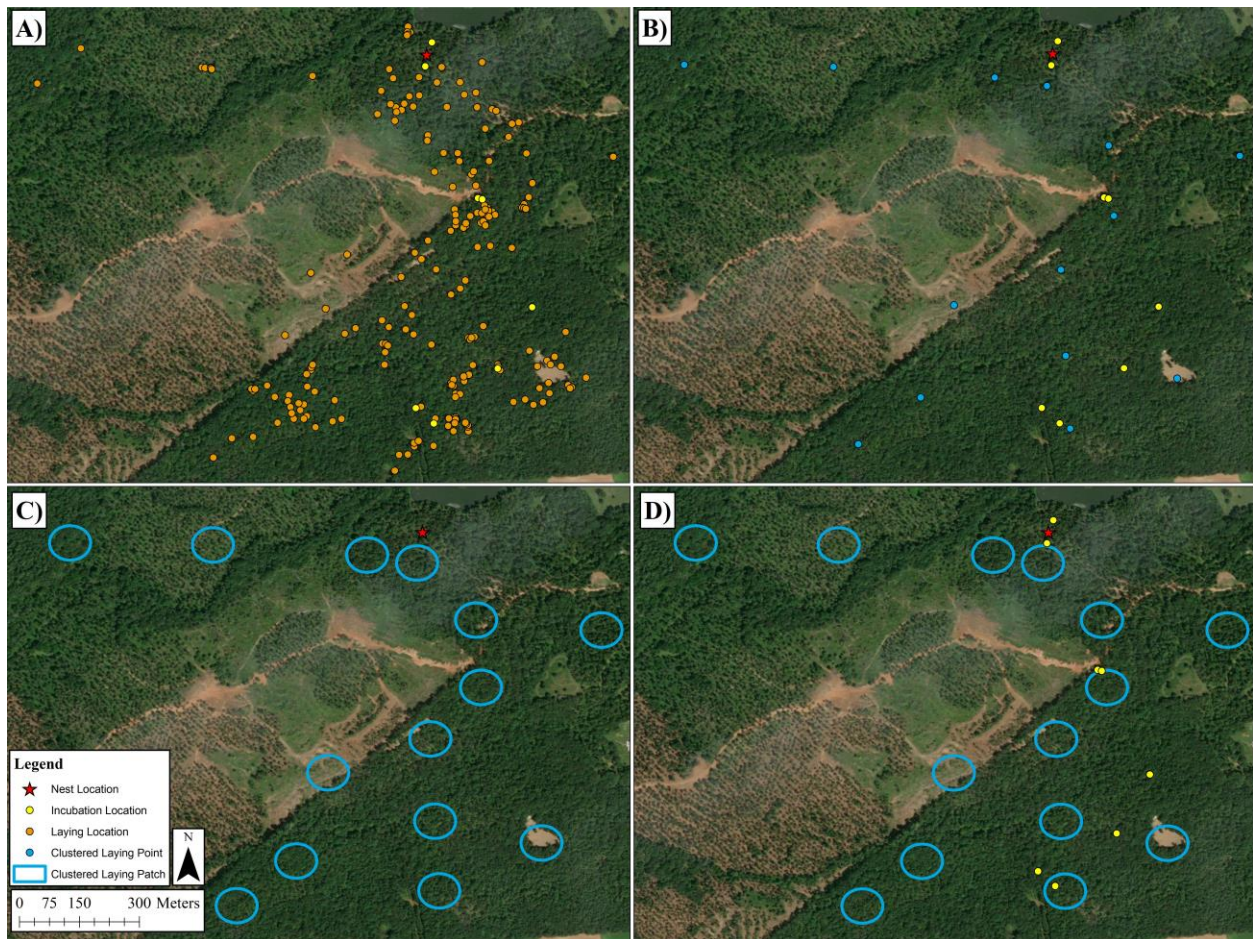 A)
B)
C)
D)
Legend
Nest Location
Incubation Location
Laying Location
Clustered Laying Point
Clustered Laying Patch
N
0 75 150 300 Meters